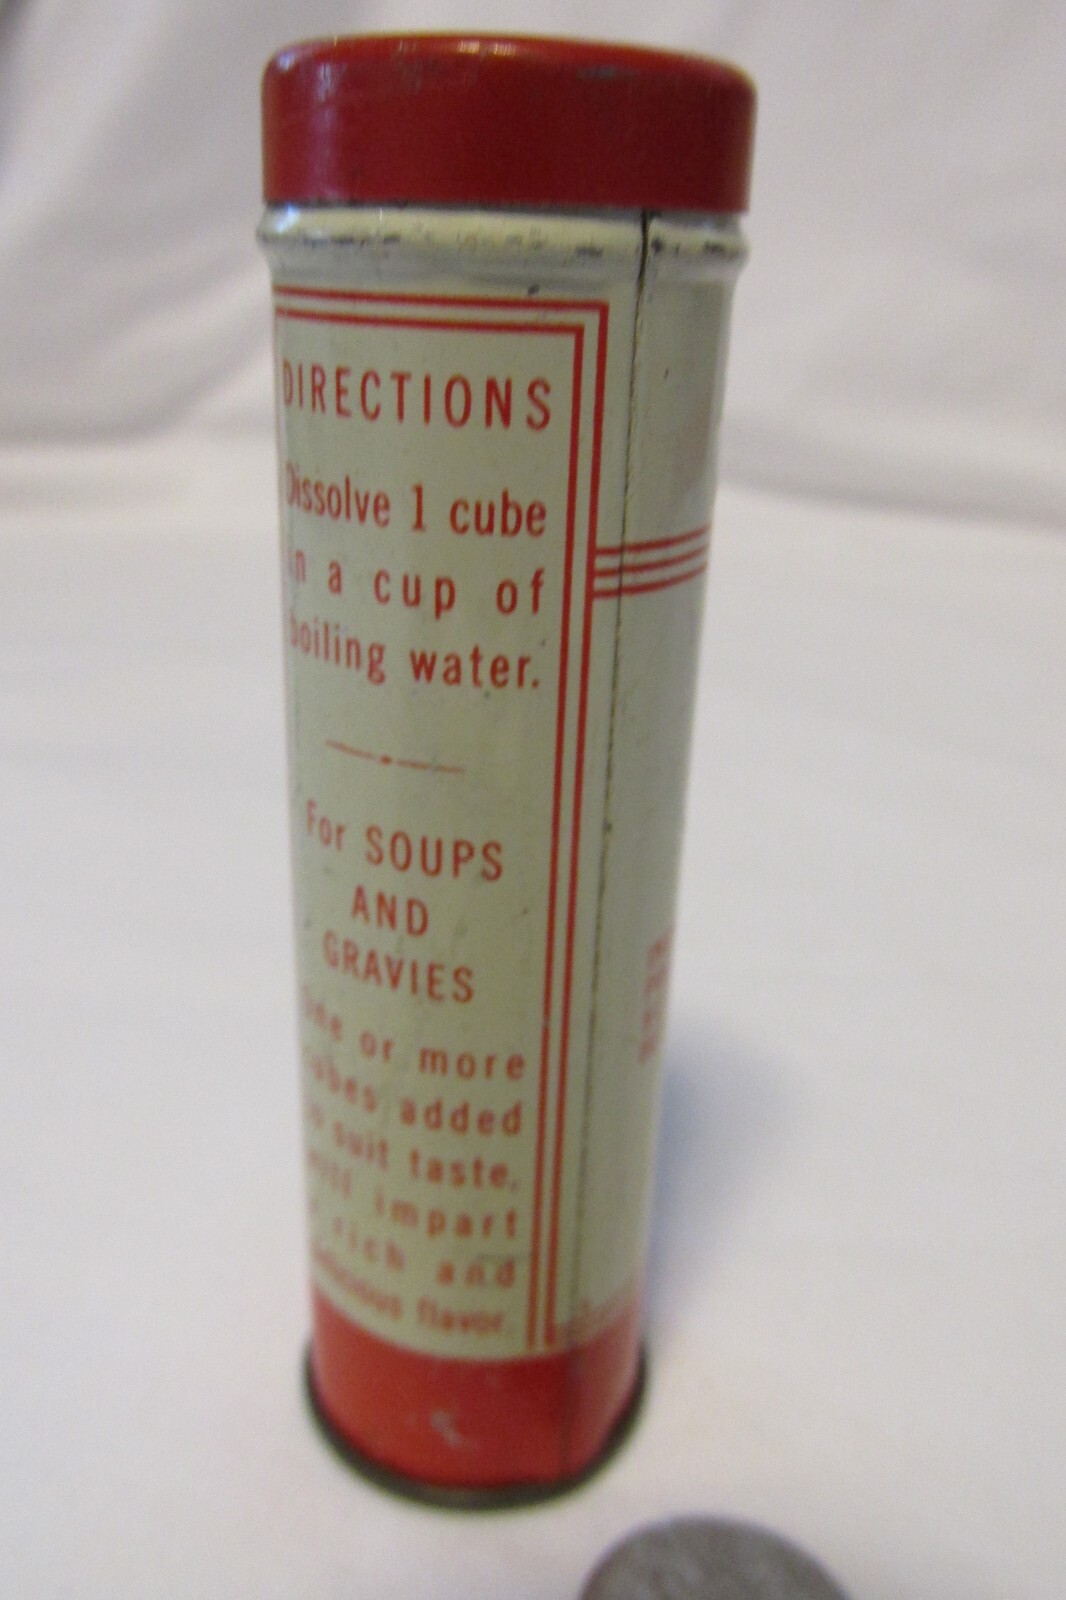 DIRECTIONS
Dissolve 1 cube
in a cup of
boiling water.
For SOUPS
AND
GRAVIES
One or more
cubes added
to suit taste,
will impart
a rich and
delicious flavor.